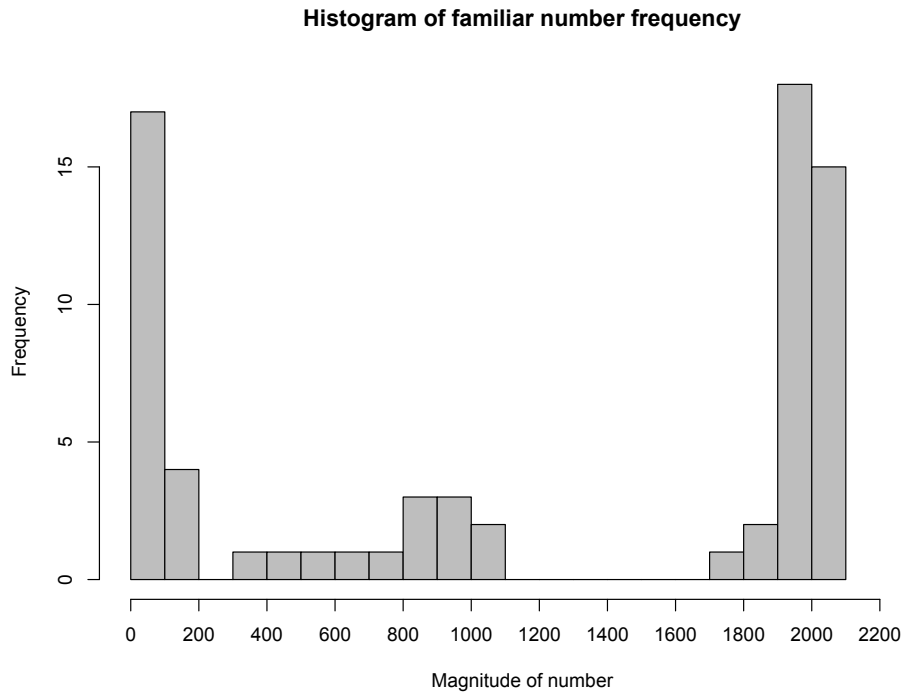 Histogram of familiar number frequency
15
10
5
0
Frequency
0 200 400 600 800 1000 1200 1400 1600 1800 2000 2200
Magnitude of number